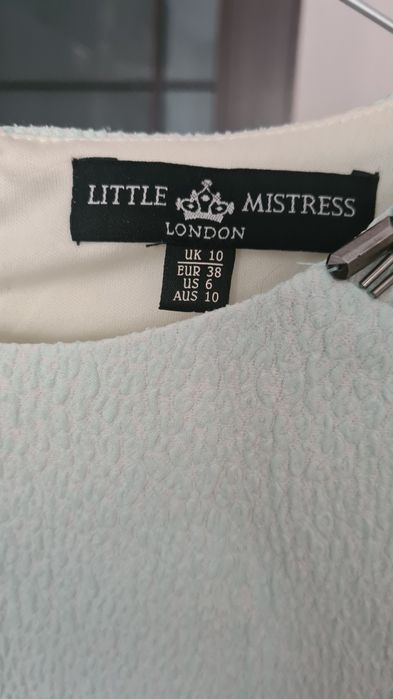 LITTLE MISTRESS
LONDON
UK 10
EUR 38
US 6
AUS 10